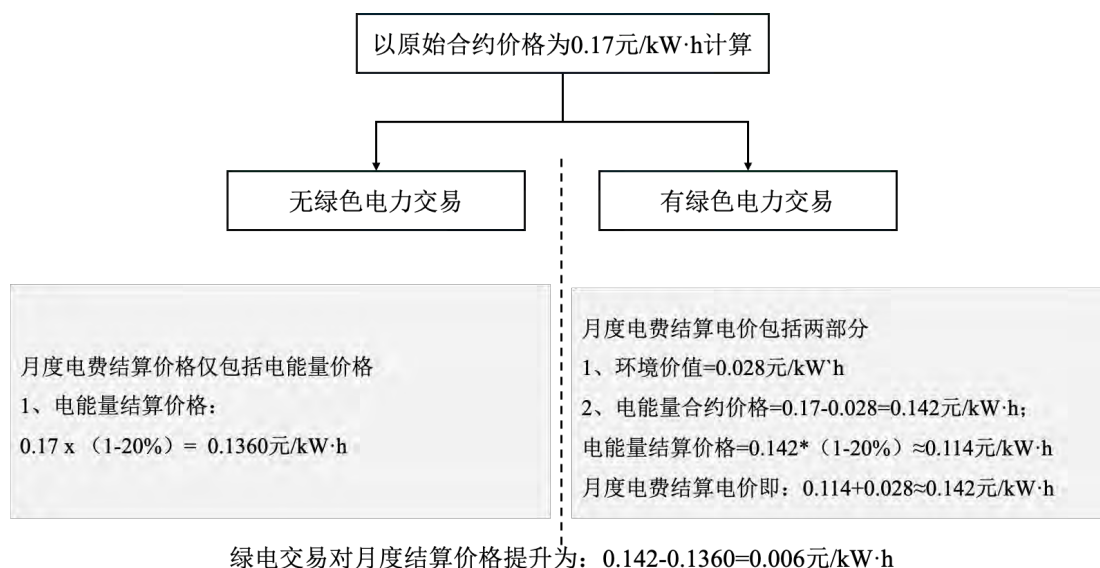 以原始合约价格为0.17元/kW·h计算
无绿色电力交易
有绿色电力交易
月度电费结算价格仅包括电能量价格
1、电能量结算价格：
0.17 x （1-20%）= 0.1360元/kW·h
月度电费结算电价包括两部分
1、环境价值=0.028元/kW‵h
2、电能量合约价格=0.17-0.028=0.142元/kW·h；
电能量结算价格=0.142*（1-20%）≈0.114元/kW·h
月度电费结算电价即：0.114+0.028≈0.142元/kW·h
绿电交易对月度结算价格提升为：0.142-0.1360=0.006元/kW·h